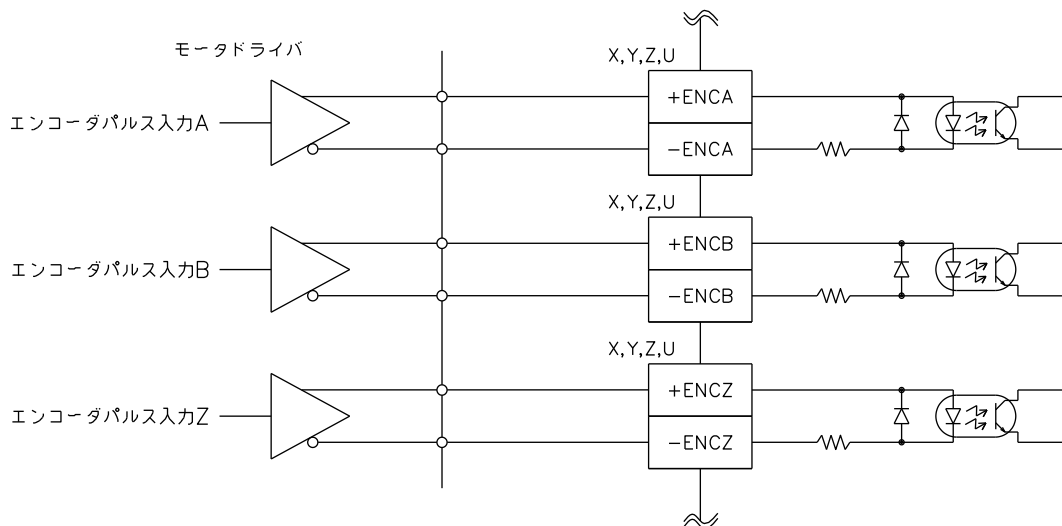 モータドライバ
X,Y,Z,U
エンコーダパルス入力A
+ENCA
−ENCA
X,Y,Z,U
エンコーダパルス入力B
+ENCB
−ENCB
X,Y,Z,U
エンコーダパルス入力Z
+ENCZ
−ENCZ